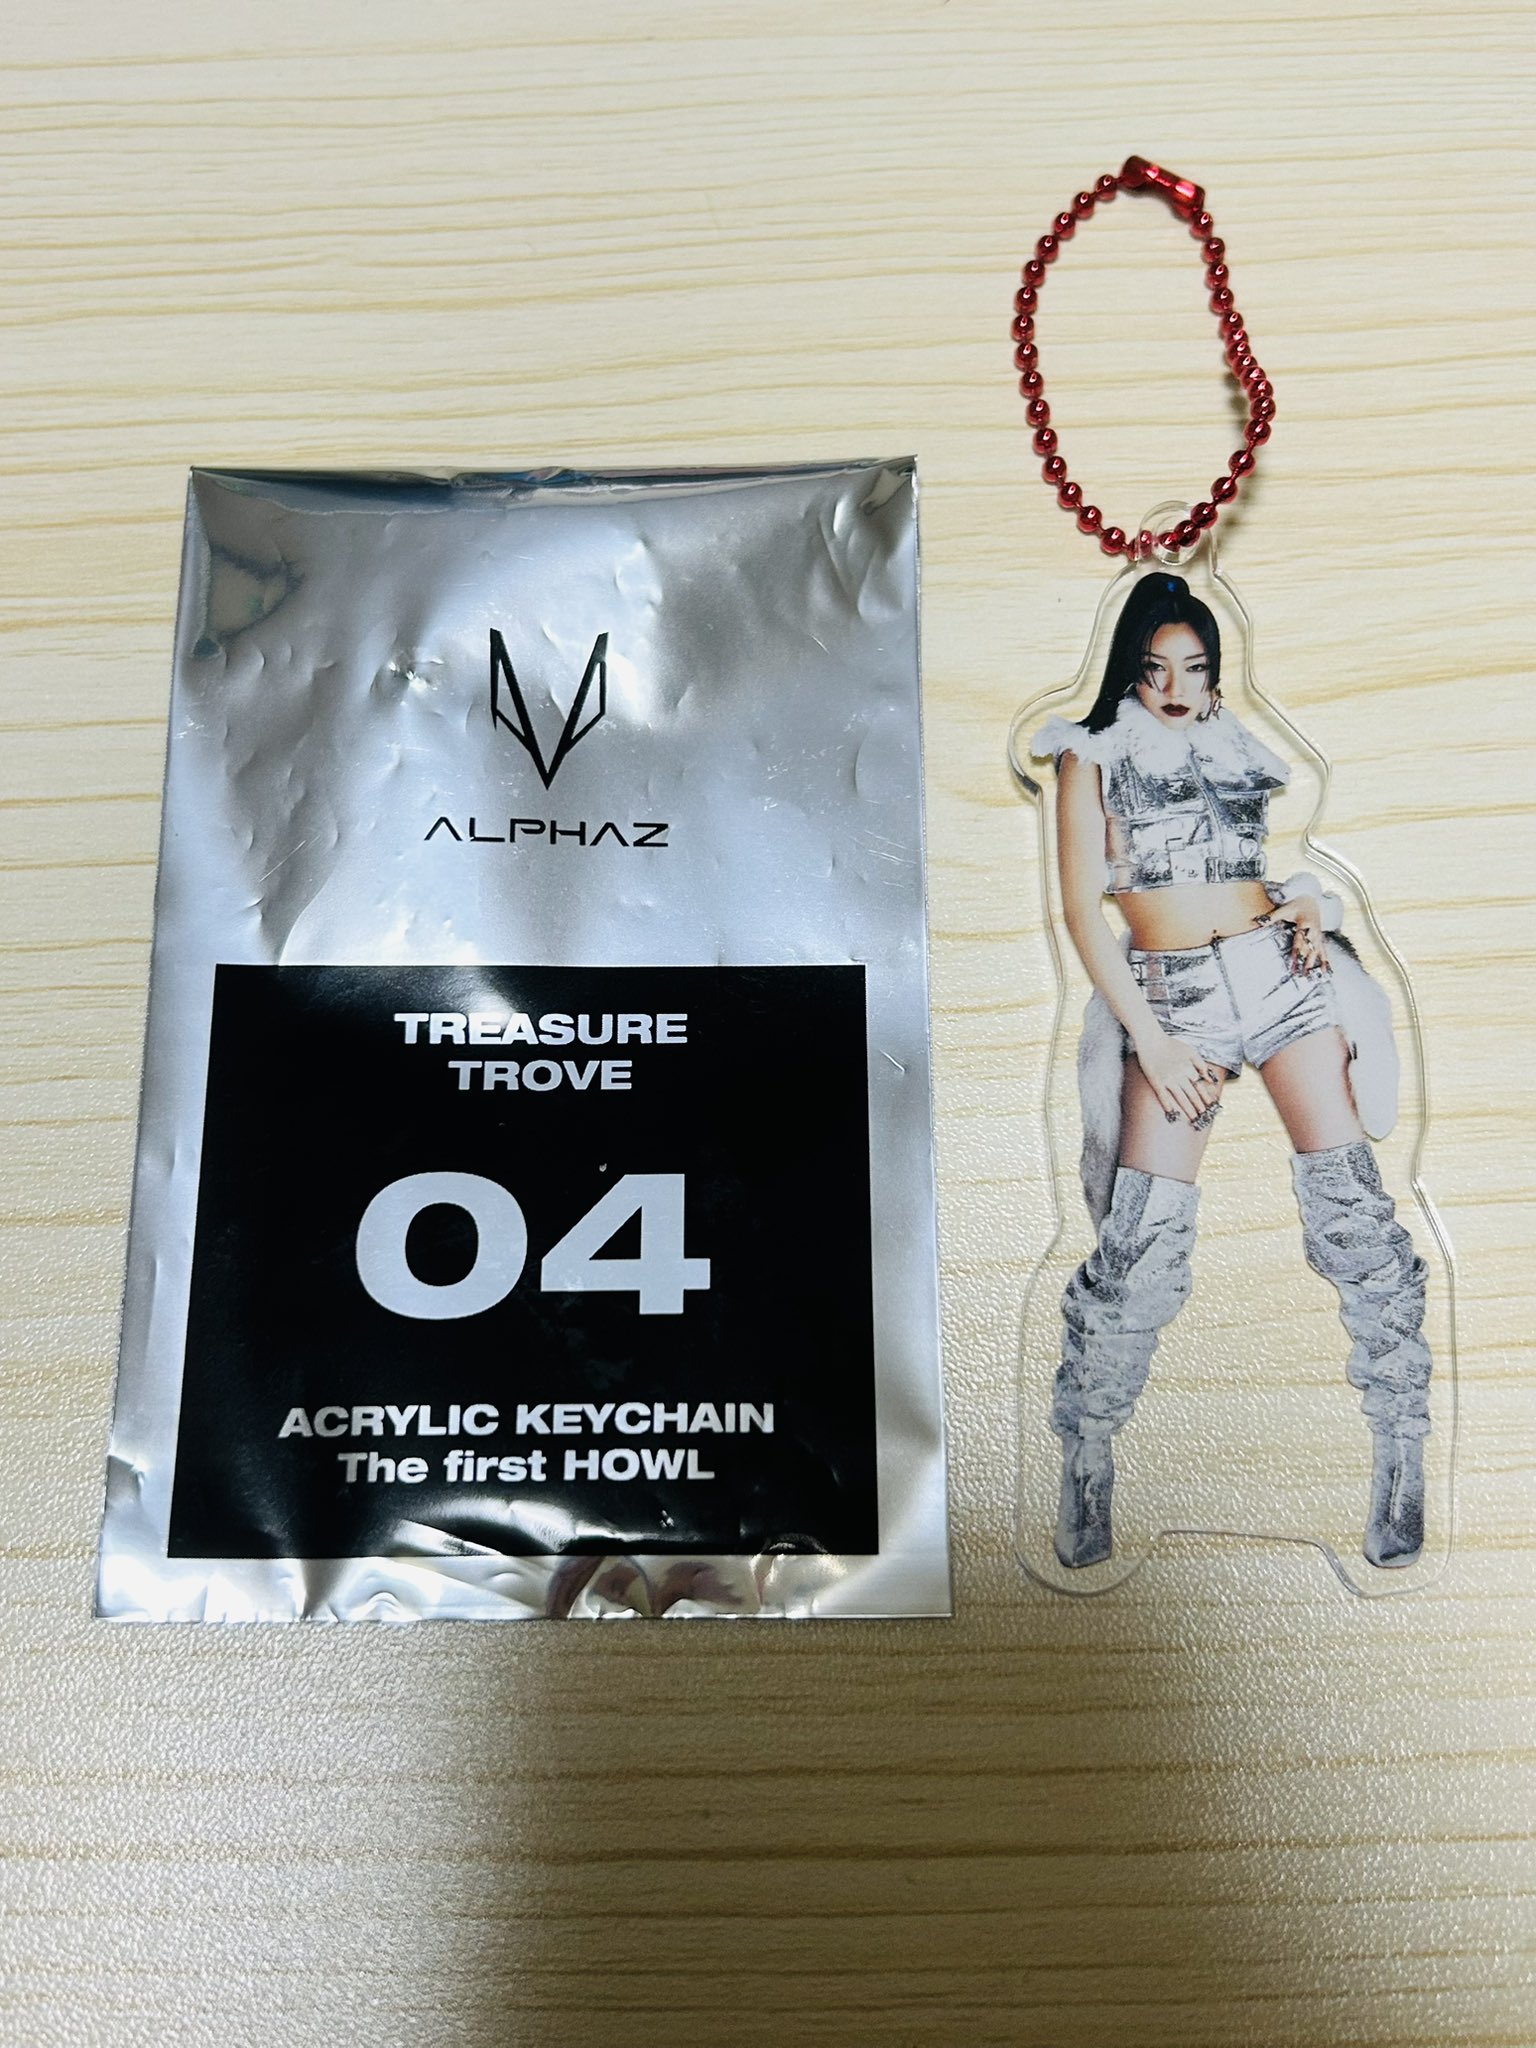 ALPHAZ
TREASURE
TROVE
04
ACRYLIC KEYCHAIN
The first HOWL